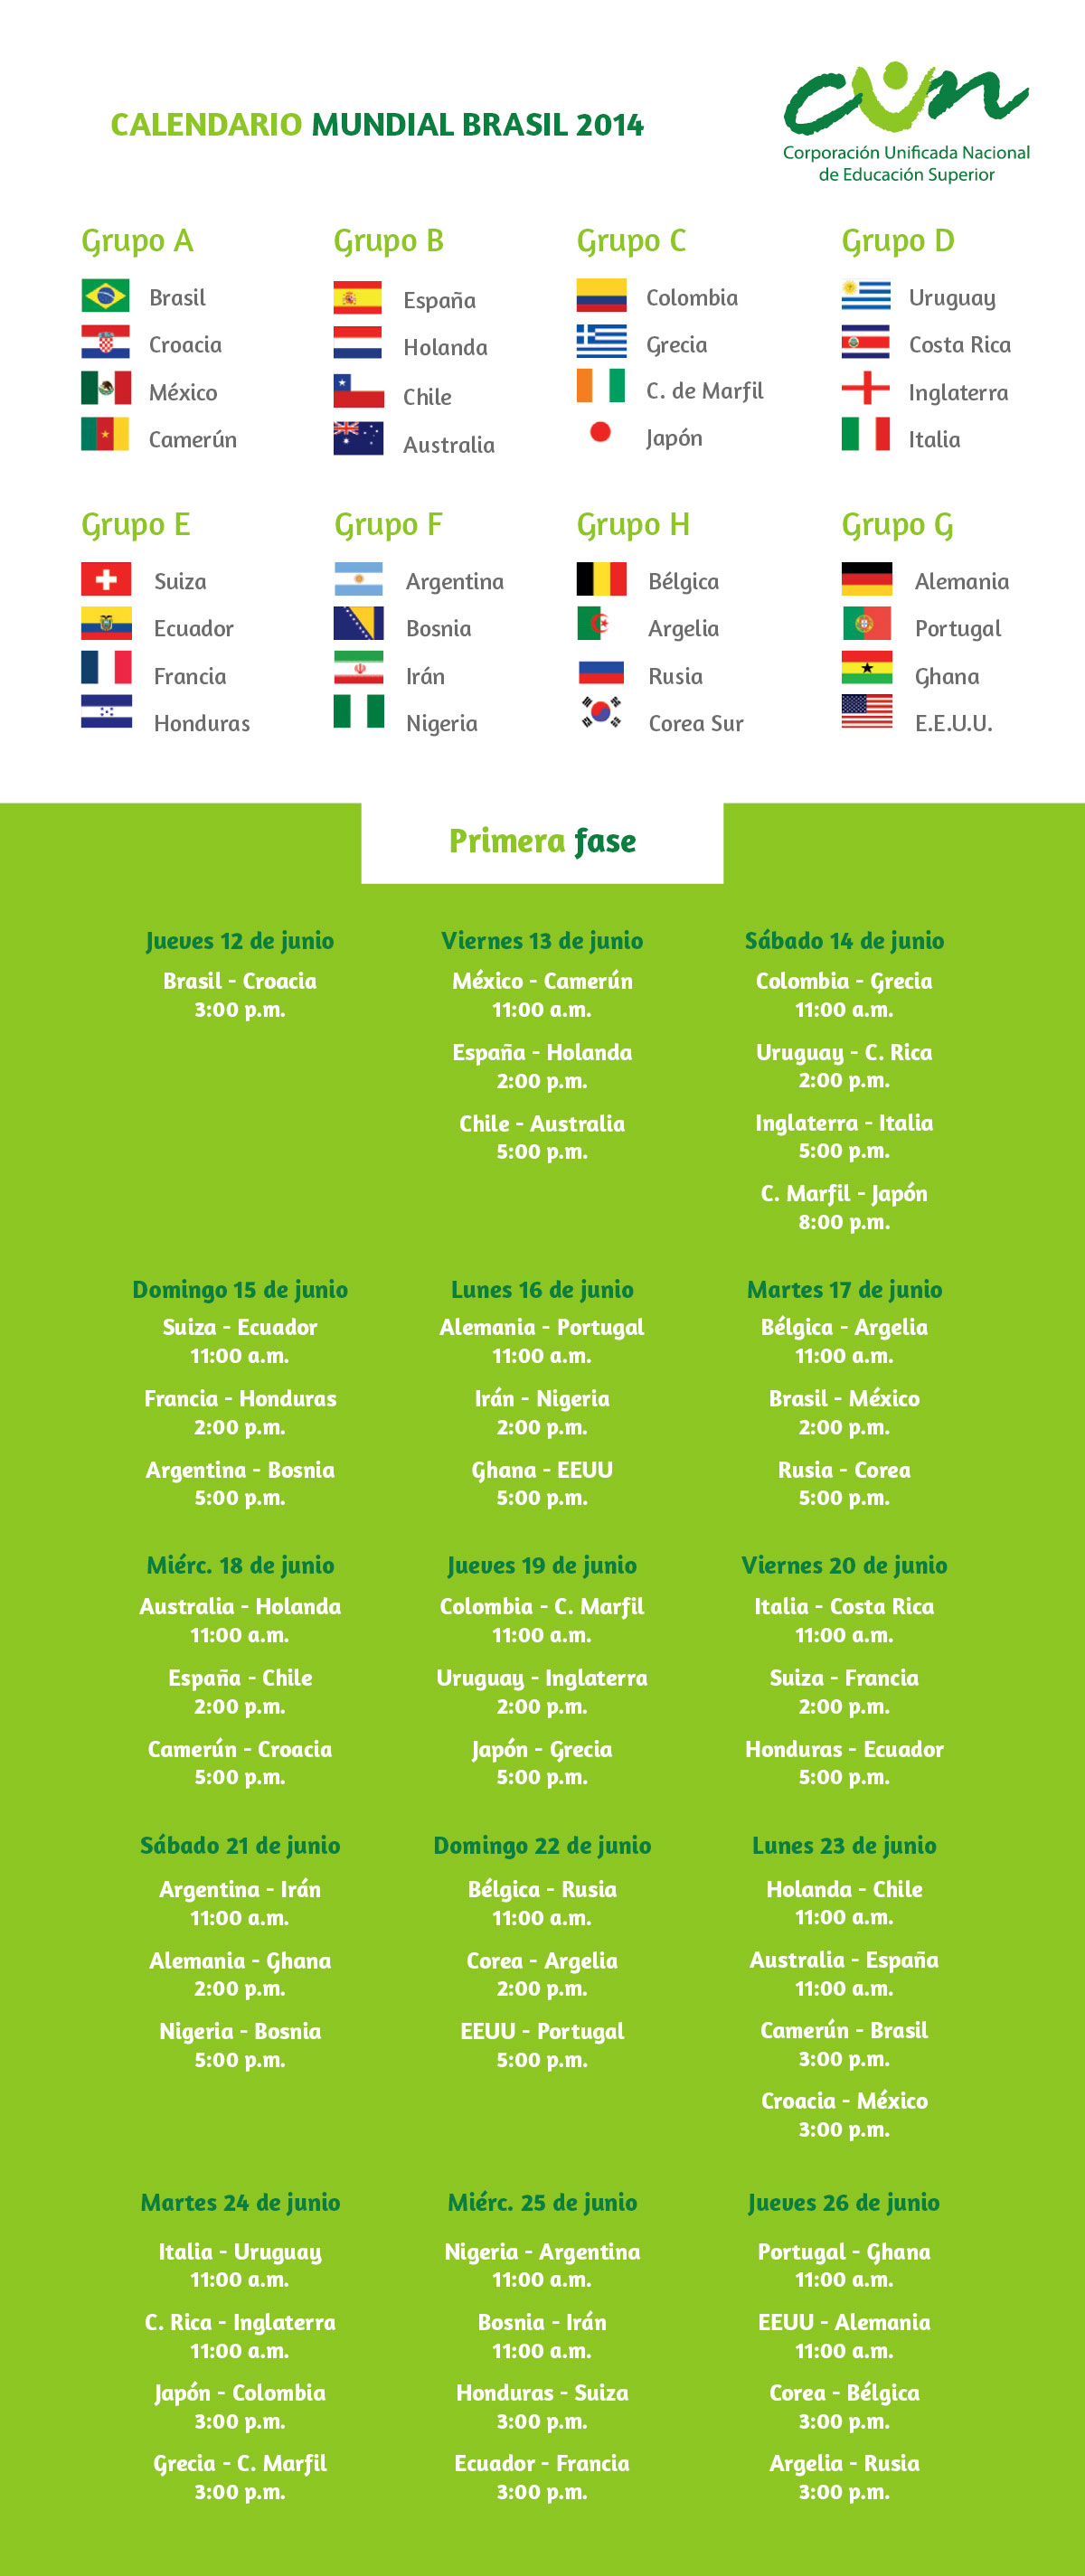 CALENDARIO MUNDIAL BRASIL 2014
cun
Corporación Unificada Nacional
de Educación Superior
Grupo A
Brasil
Croacia
México
Camerún
Grupo B
España
Holanda
Chile
Australia
Grupo C
Colombia
Grecia
C. de Marfil
Japón
Grupo D
Uruguay
Costa Rica
Inglaterra
Italia
Grupo E
Suiza
Ecuador
Francia
Honduras
Grupo F
Argentina
Bosnia
Irán
Nigeria
Grupo H
Bélgica
Argelia
Rusia
Corea Sur
Grupo G
Alemania
Portugal
Ghana
E.E.U.U.
Primera fase
Jueves 12 de junio
Brasil - Croacia
3:00 p.m.
Viernes 13 de junio
México - Camerún
11:00 a.m.
España - Holanda
2:00 p.m.
Chile - Australia
5:00 p.m.
Sábado 14 de junio
Colombia - Grecia
11:00 a.m.
Uruguay - C. Rica
2:00 p.m.
Inglaterra - Italia
5:00 p.m.
C. Marfil - Japón
8:00 p.m.
Domingo 15 de junio
Suiza - Ecuador
11:00 a.m.
Francia - Honduras
2:00 p.m.
Argentina - Bosnia
5:00 p.m.
Lunes 16 de junio
Alemania - Portugal
11:00 a.m.
Irán - Nigeria
2:00 p.m.
Ghana - EEUU
5:00 p.m.
Martes 17 de junio
Bélgica - Argelia
11:00 a.m.
Brasil - México
2:00 p.m.
Rusia - Corea
5:00 p.m.
Miérc. 18 de junio
Australia - Holanda
11:00 a.m.
España - Chile
2:00 p.m.
Camerún - Croacia
5:00 p.m.
Jueves 19 de junio
Colombia - C. Marfil
11:00 a.m.
Uruguay - Inglaterra
2:00 p.m.
Japón - Grecia
5:00 p.m.
Viernes 20 de junio
Italia - Costa Rica
11:00 a.m.
Suiza - Francia
2:00 p.m.
Honduras - Ecuador
5:00 p.m.
Sábado 21 de junio
Argentina - Irán
11:00 a.m.
Alemania - Ghana
2:00 p.m.
Nigeria - Bosnia
5:00 p.m.
Domingo 22 de junio
Bélgica - Rusia
11:00 a.m.
Corea - Argelia
2:00 p.m.
EEUU - Portugal
5:00 p.m.
Lunes 23 de junio
Holanda - Chile
11:00 a.m.
Australia - España
11:00 a.m.
Camerún - Brasil
3:00 p.m.
Croacia - México
3:00 p.m.
Martes 24 de junio
Italia - Uruguay
11:00 a.m.
C. Rica - Inglaterra
11:00 a.m.
Japón - Colombia
3:00 p.m.
Grecia - C. Marfil
3:00 p.m.
Miérc. 25 de junio
Nigeria - Argentina
11:00 a.m.
Bosnia - Irán
11:00 a.m.
Honduras - Suiza
3:00 p.m.
Ecuador - Francia
3:00 p.m.
Jueves 26 de junio
Portugal - Ghana
11:00 a.m.
EEUU - Alemania
11:00 a.m.
Corea - Bélgica
3:00 p.m.
Argelia - Rusia
3:00 p.m.